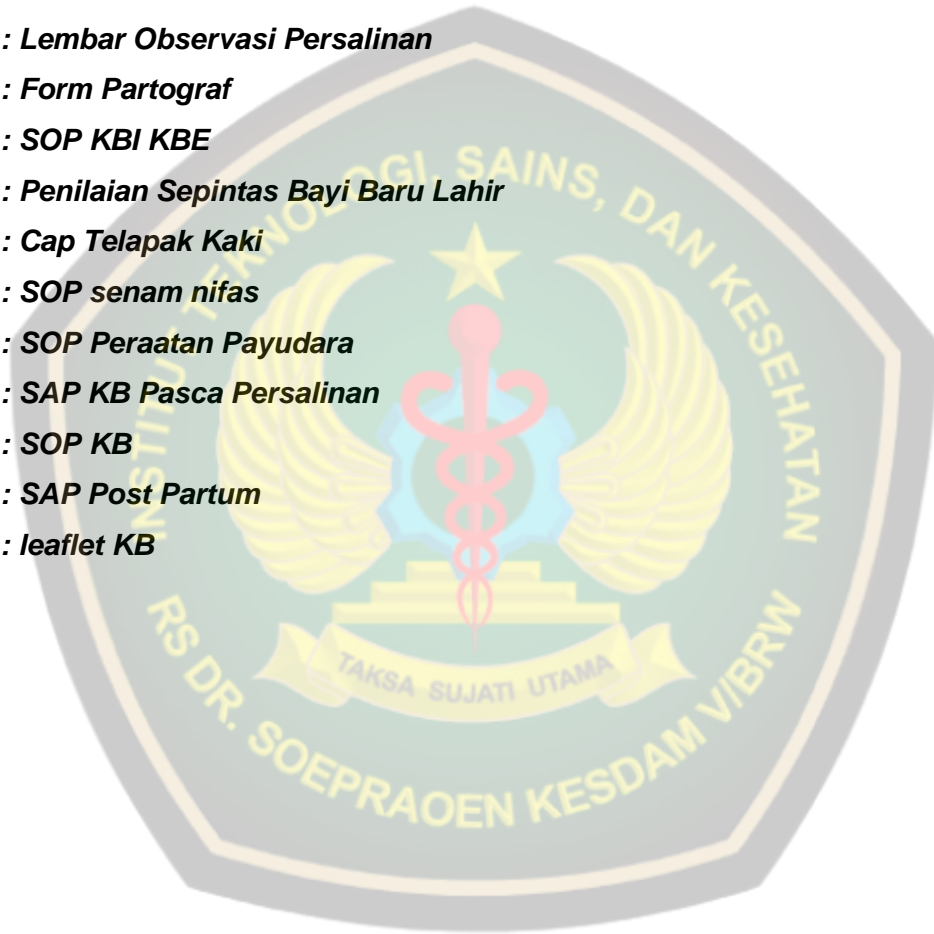 : Lembar Observasi Persalinan
: Form Partograf
: SOP KBI KBE
: Penilaian Sepintas Bayi Baru Lahir
: Cap Telapak Kaki
: SOP senam nifas
: SOP Peraatan Payudara
: SAP KB Pasca Persalinan
: SOP KB
: SAP Post Partum
: leaflet KB
INSTITUT TEKNOLOGI, SAINS, DAN KESEHATAN
TAKSA SUJATI UTAMA
RS DR. SOEPRAOEN KESDAM V/BRW